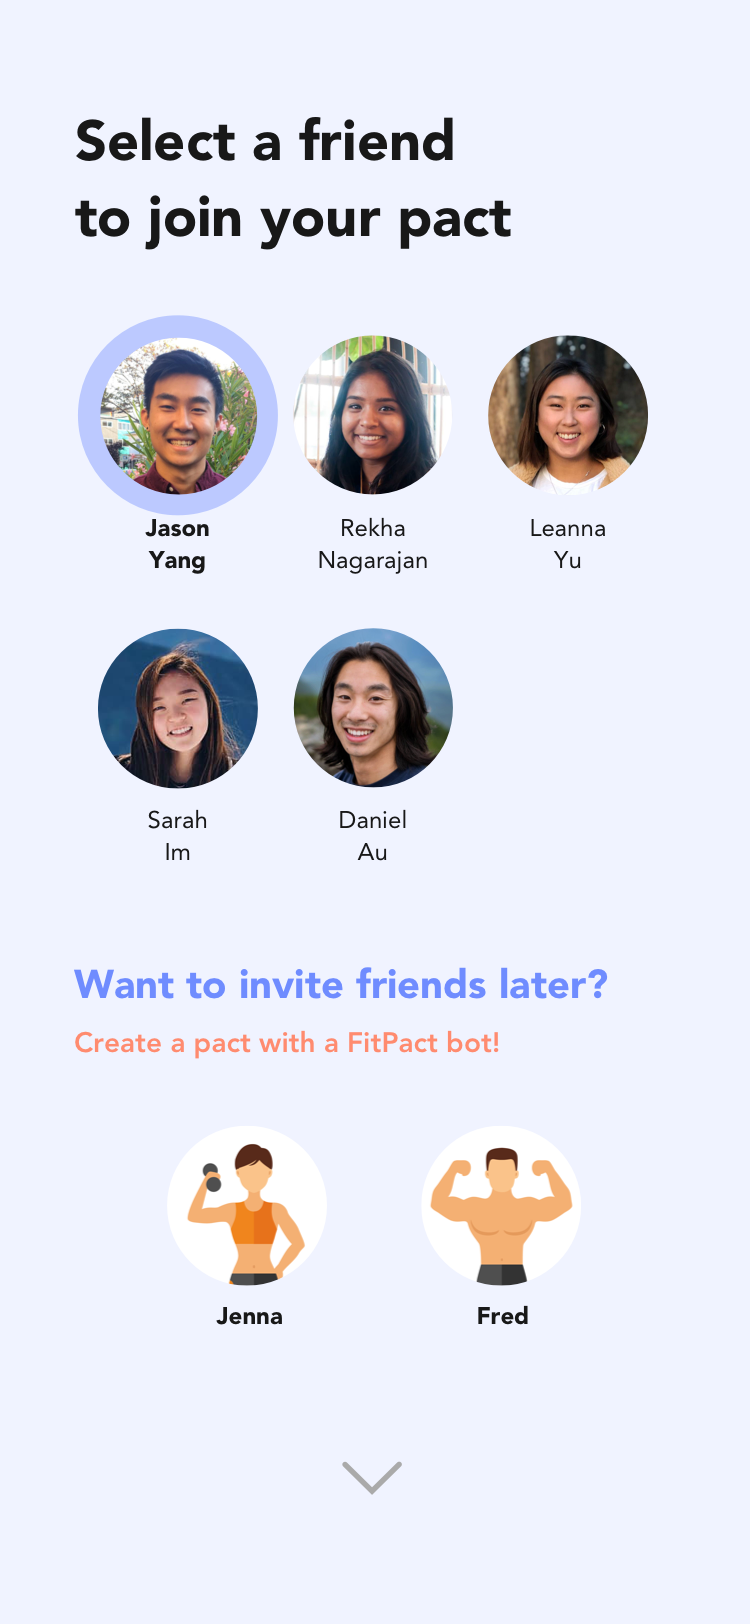 Select a friend
to join your pact
Jason
Yang
Rekha
Nagarajan
Leanna
Yu
Sarah
Im
Daniel
Au
Want to invite friends later?
Create a pact with a FitPact bot!
Jenna
Fred